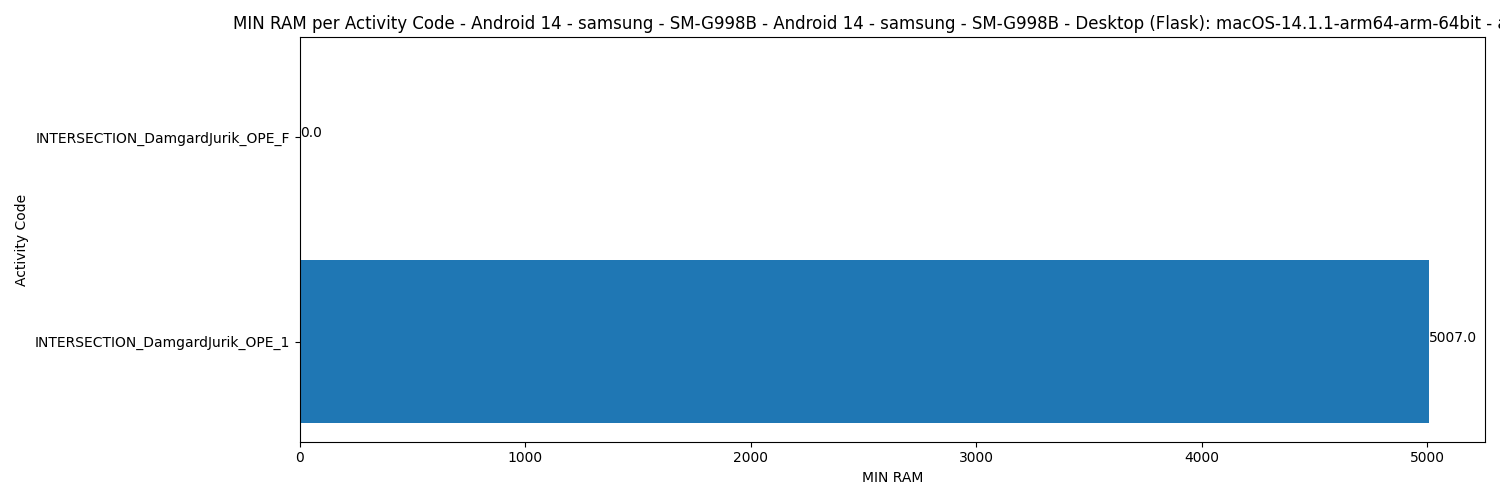 MIN RAM per Activity Code - Android 14 - samsung - SM-G998B - Android 14 - samsung - SM-G998B - Desktop (Flask): macOS-14.1.1-arm64-arm-64bit -
INTERSECTION_DamgardJurik_OPE_F
0.0
Activity Code
INTERSECTION_DamgardJurik_OPE_1
5007.0
0 1000 2000 3000 4000 5000
MIN RAM